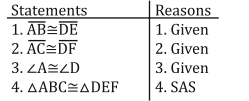 Statements Reasons
1. A̅B̅≅D̅E̅ 1. Given
2. A̅C̅≅D̅F̅ 2. Given
3. ∠A≅∠D 3. Given
4. △ABC≅△DEF 4. SAS